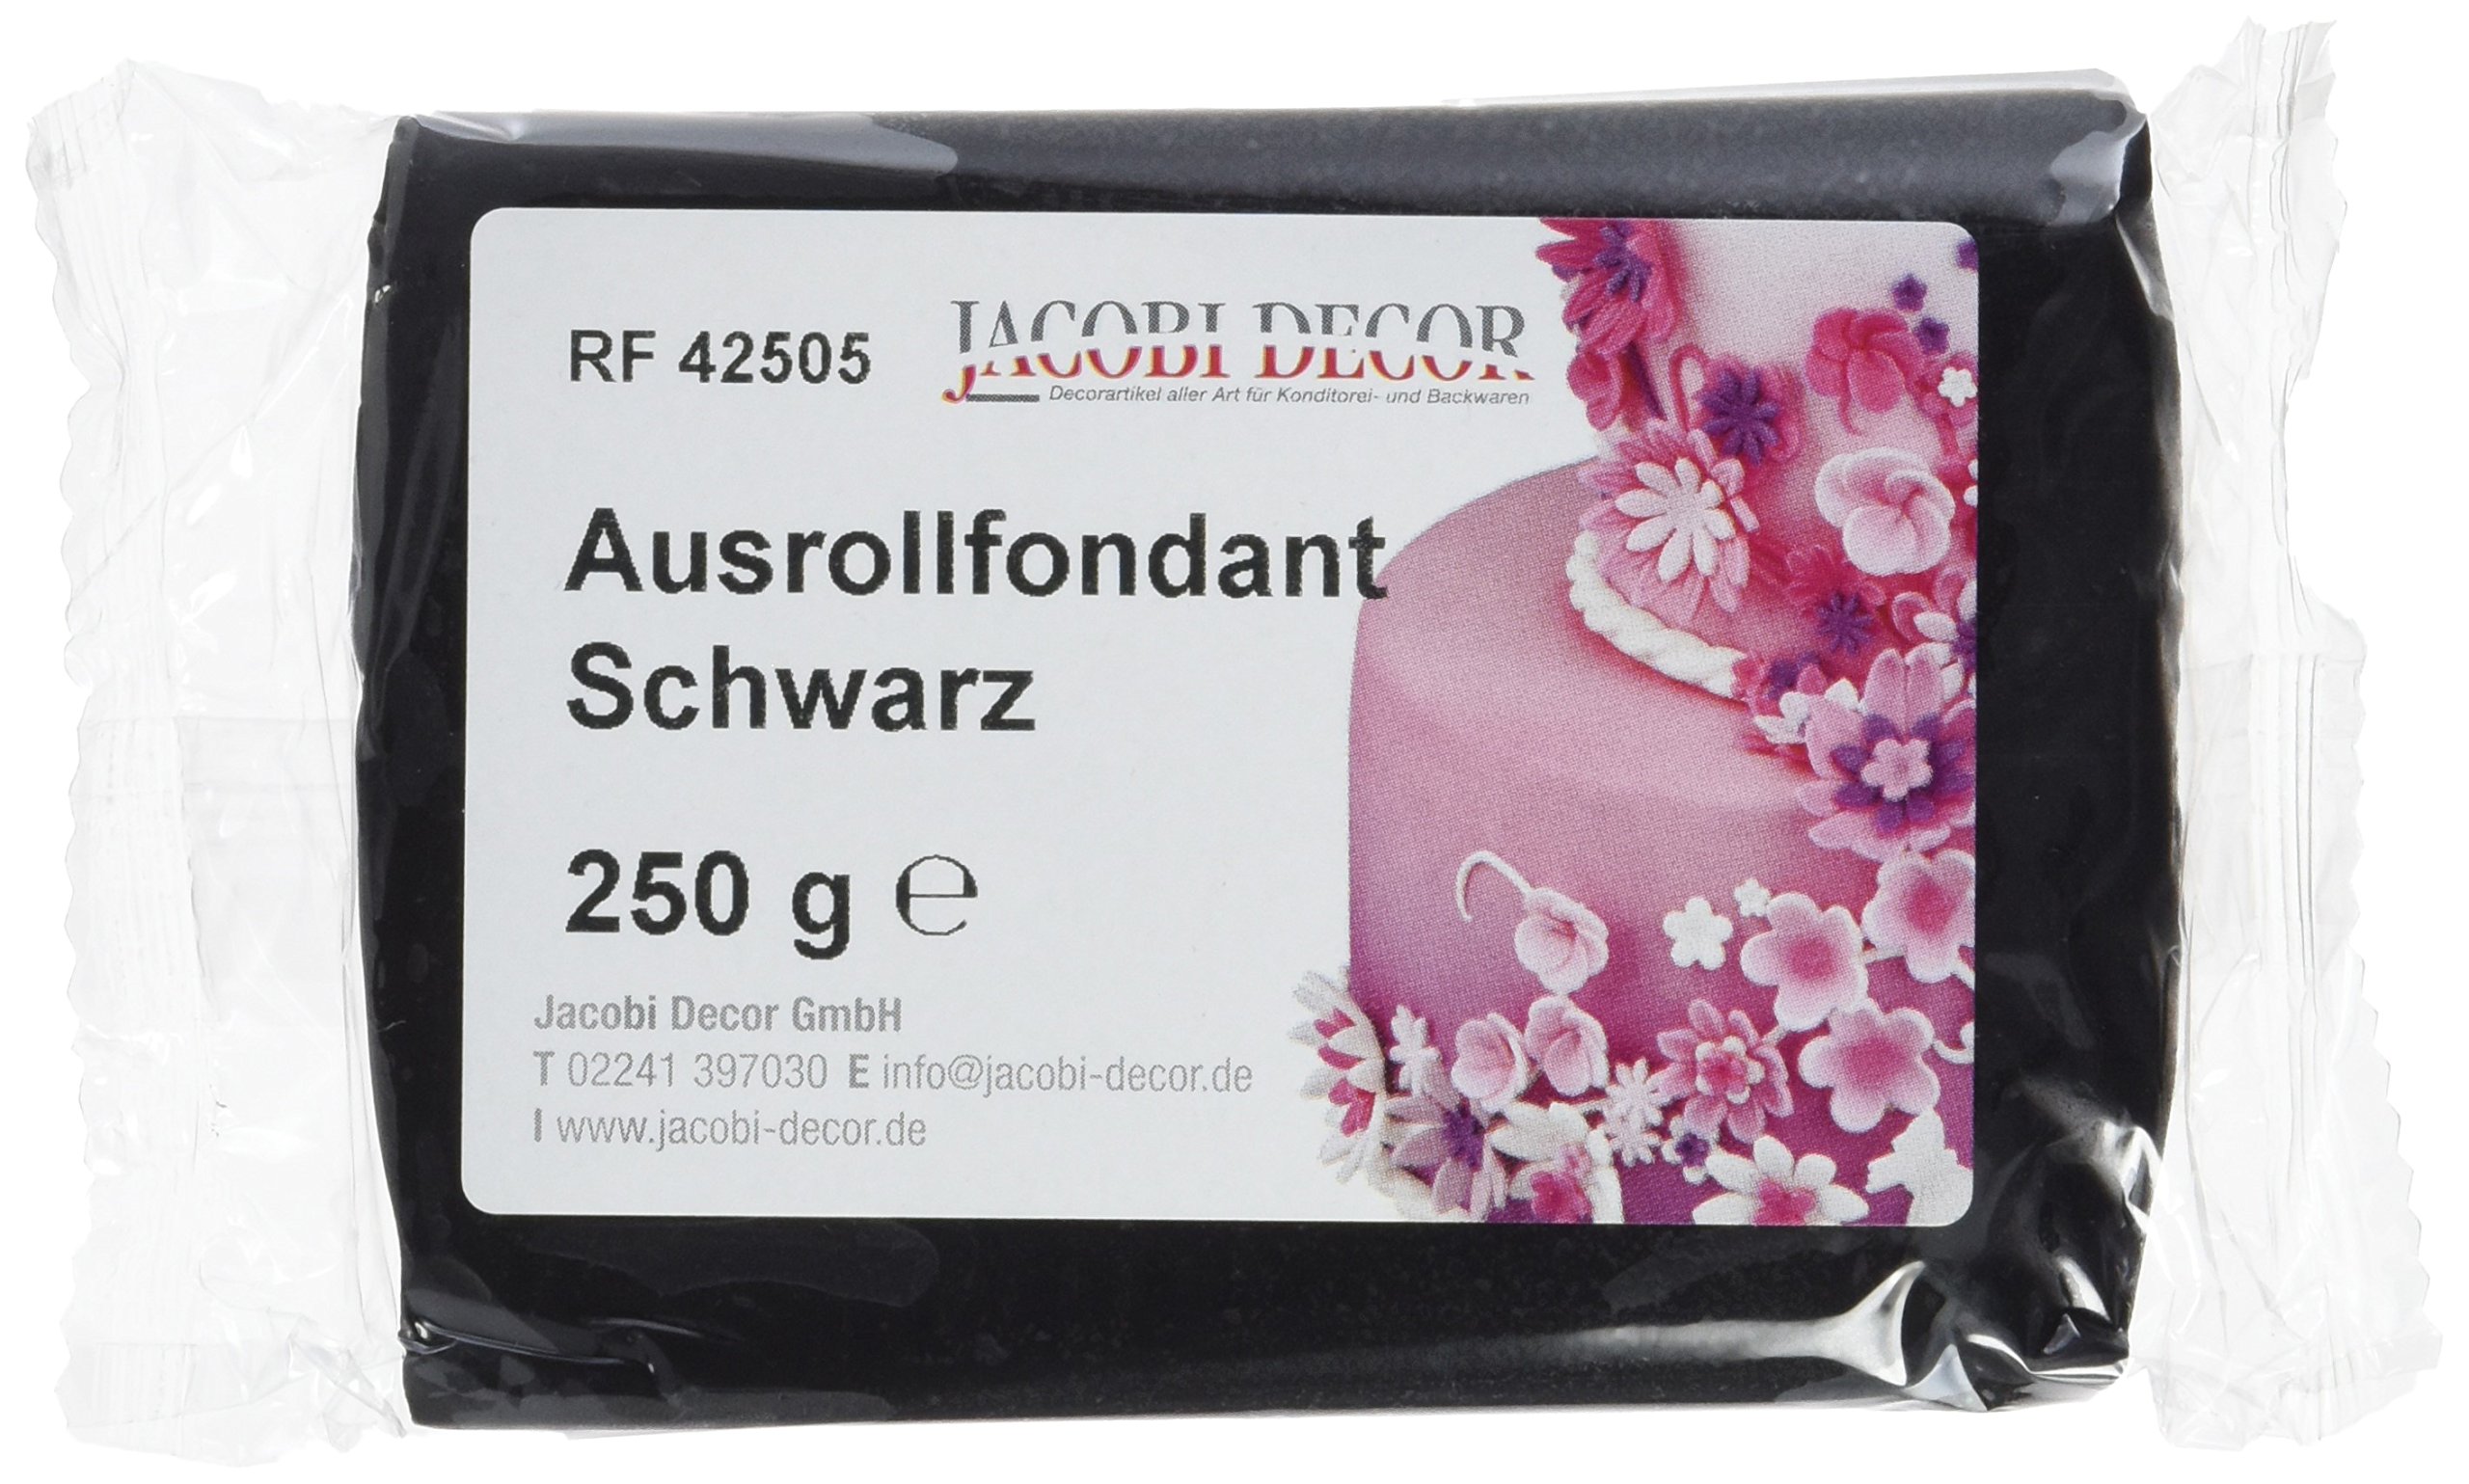 RF 42505
JACOBI DECOR
Decorartikel aller Art für Konditorei- und Backwaren
Ausrollfondant
Schwarz
250 g ℮
Jacobi Decor GmbH
T 02241 397030 E info@jacobi-decor.de
I www.jacobi-decor.de